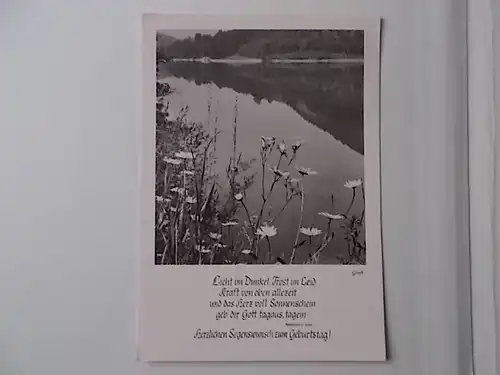 Licht im Dunkel, Trost im Leid
Kraft von oben allezeit
und das Herz voll Sonnenschein
geb dir Gott tagaus, tagein
Herzlichen Segenswunsch zum Geburtstag!